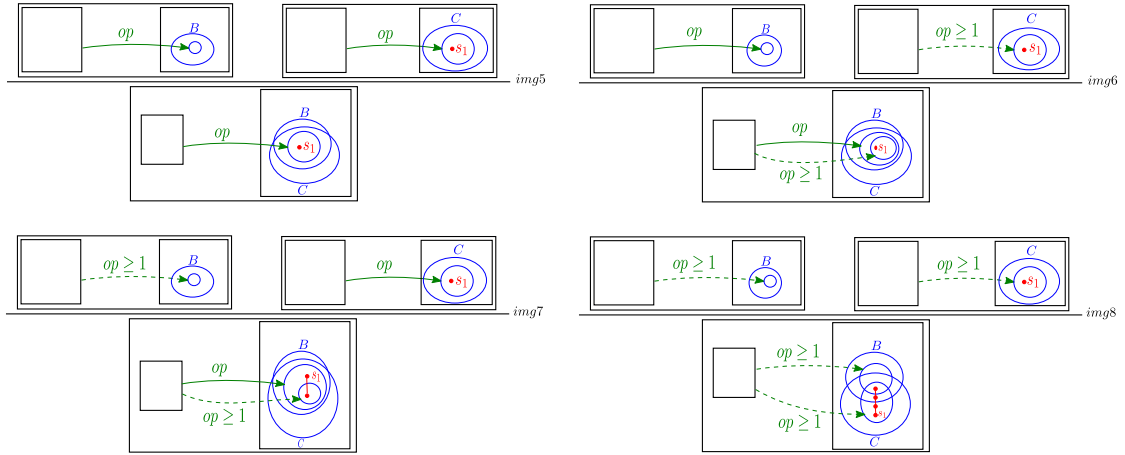 op B
op C s1
img5
op B s1 C
op B
op ≥ 1 C s1
img6
op B s1 op ≥ 1 C
op ≥ 1 B
op C s1
img7
op B s1 op ≥ 1 C
op ≥ 1 B
op ≥ 1 C s1
img8
op ≥ 1 B s1 op ≥ 1 C